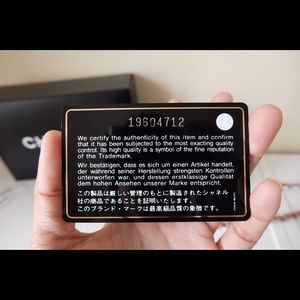 CH
19604712
We certify the authenticity of this item and confirm
that it has been subjected to the most exacting quality
control. Its high quality is a symbol of the fine reputation
of the Trademark.
Wir bestätigen, dass es sich um einen Artikel handelt,
der während seiner Herstellung strengsten Kontrollen
unterworfen war, und dessen erstklassige Qualität
dem hohen Ansehen unserer Marke entspricht.
この製品は厳しい管理のもとに製造されたシャネル
社の商品であることを証明いたします。
このブランド・マークは最高級品質の象徴です。